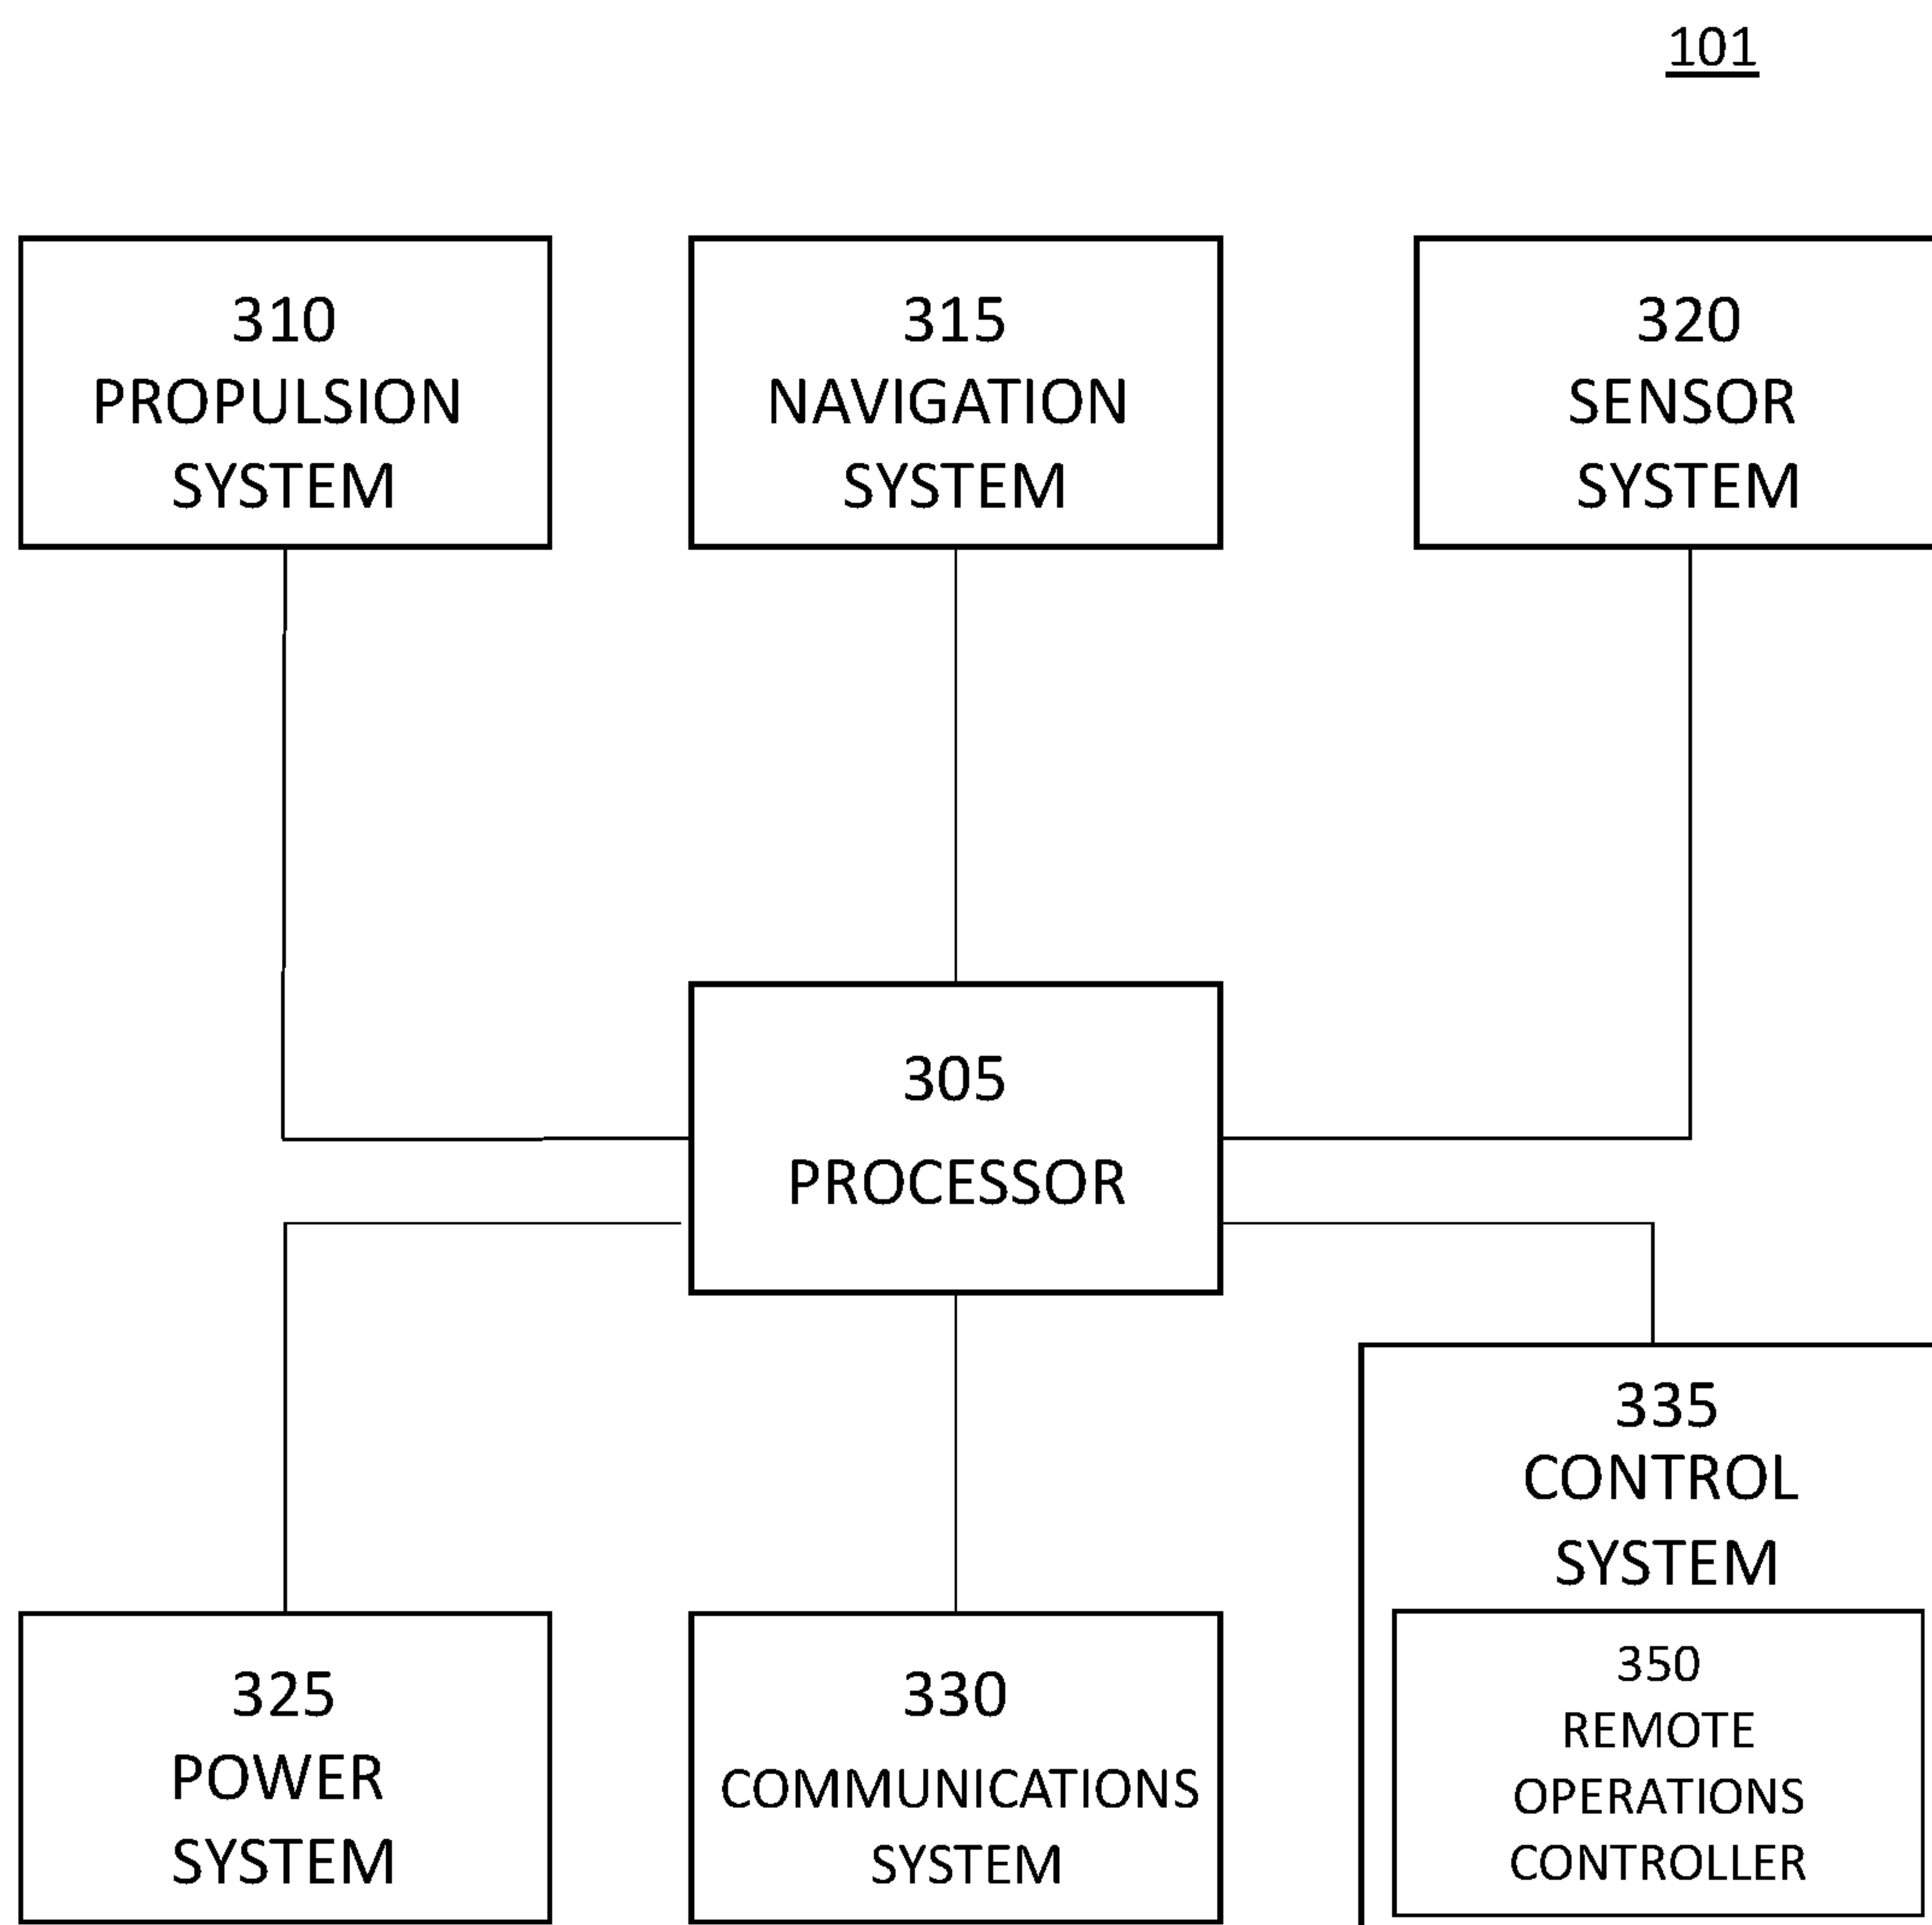 101
310
PROPULSION
SYSTEM
315
NAVIGATION
SYSTEM
320
SENSOR
SYSTEM
305
PROCESSOR
325
POWER
SYSTEM
330
COMMUNICATIONS
SYSTEM
335
CONTROL
SYSTEM
350
REMOTE
OPERATIONS
CONTROLLER